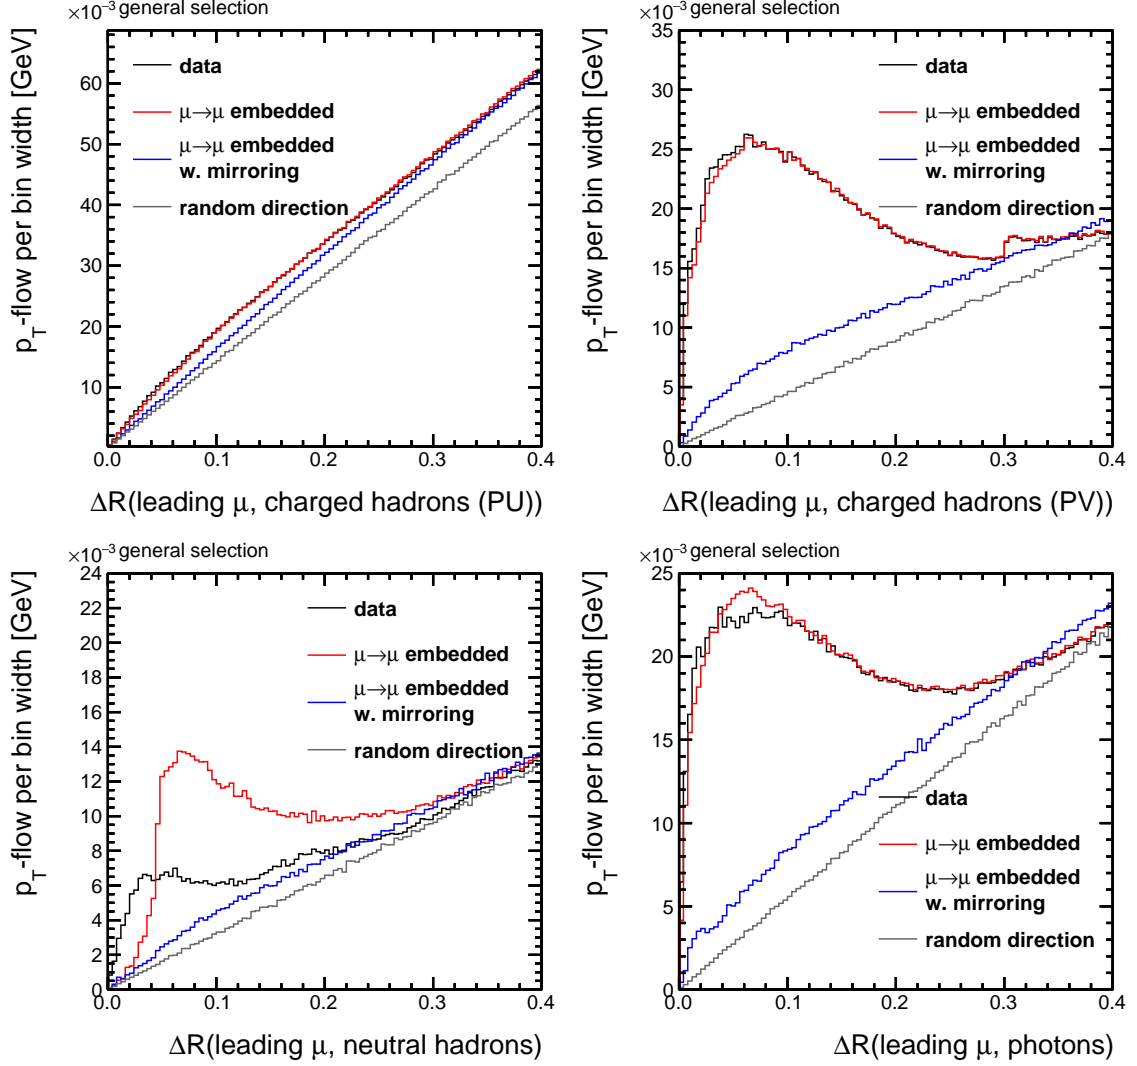 ×10⁻³ general selection
p_T-flow per bin width [GeV]
60
50
40
30
20
10
data
μ→μ embedded
μ→μ embedded
w. mirroring
random direction
0.0 0.1 0.2 0.3 0.4
ΔR(leading μ, charged hadrons (PU))
×10⁻³ general selection
p_T-flow per bin width [GeV]
35
30
25
20
15
10
5
0
data
μ→μ embedded
μ→μ embedded
w. mirroring
random direction
0.0 0.1 0.2 0.3 0.4
ΔR(leading μ, charged hadrons (PV))
×10⁻³ general selection
p_T-flow per bin width [GeV]
24
22
20
18
16
14
12
10
8
6
4
2
0
data
μ→μ embedded
μ→μ embedded
w. mirroring
random direction
0.0 0.1 0.2 0.3 0.4
ΔR(leading μ, neutral hadrons)
×10⁻³ general selection
p_T-flow per bin width [GeV]
25
20
15
10
5
0
data
μ→μ embedded
μ→μ embedded
w. mirroring
random direction
0.0 0.1 0.2 0.3 0.4
ΔR(leading μ, photons)